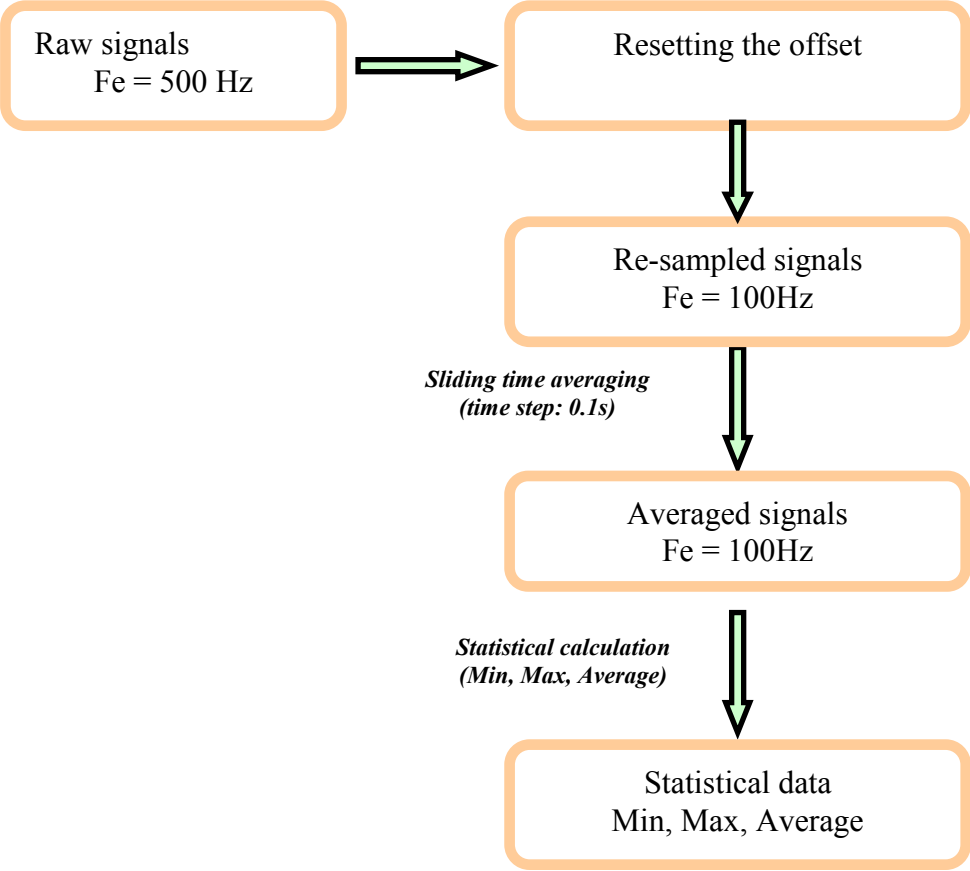 Raw signals
Fe = 500 Hz
Resetting the offset
Re-sampled signals
Fe = 100Hz
Sliding time averaging
(time step: 0.1s)
Averaged signals
Fe = 100Hz
Statistical calculation
(Min, Max, Average)
Statistical data
Min, Max, Average